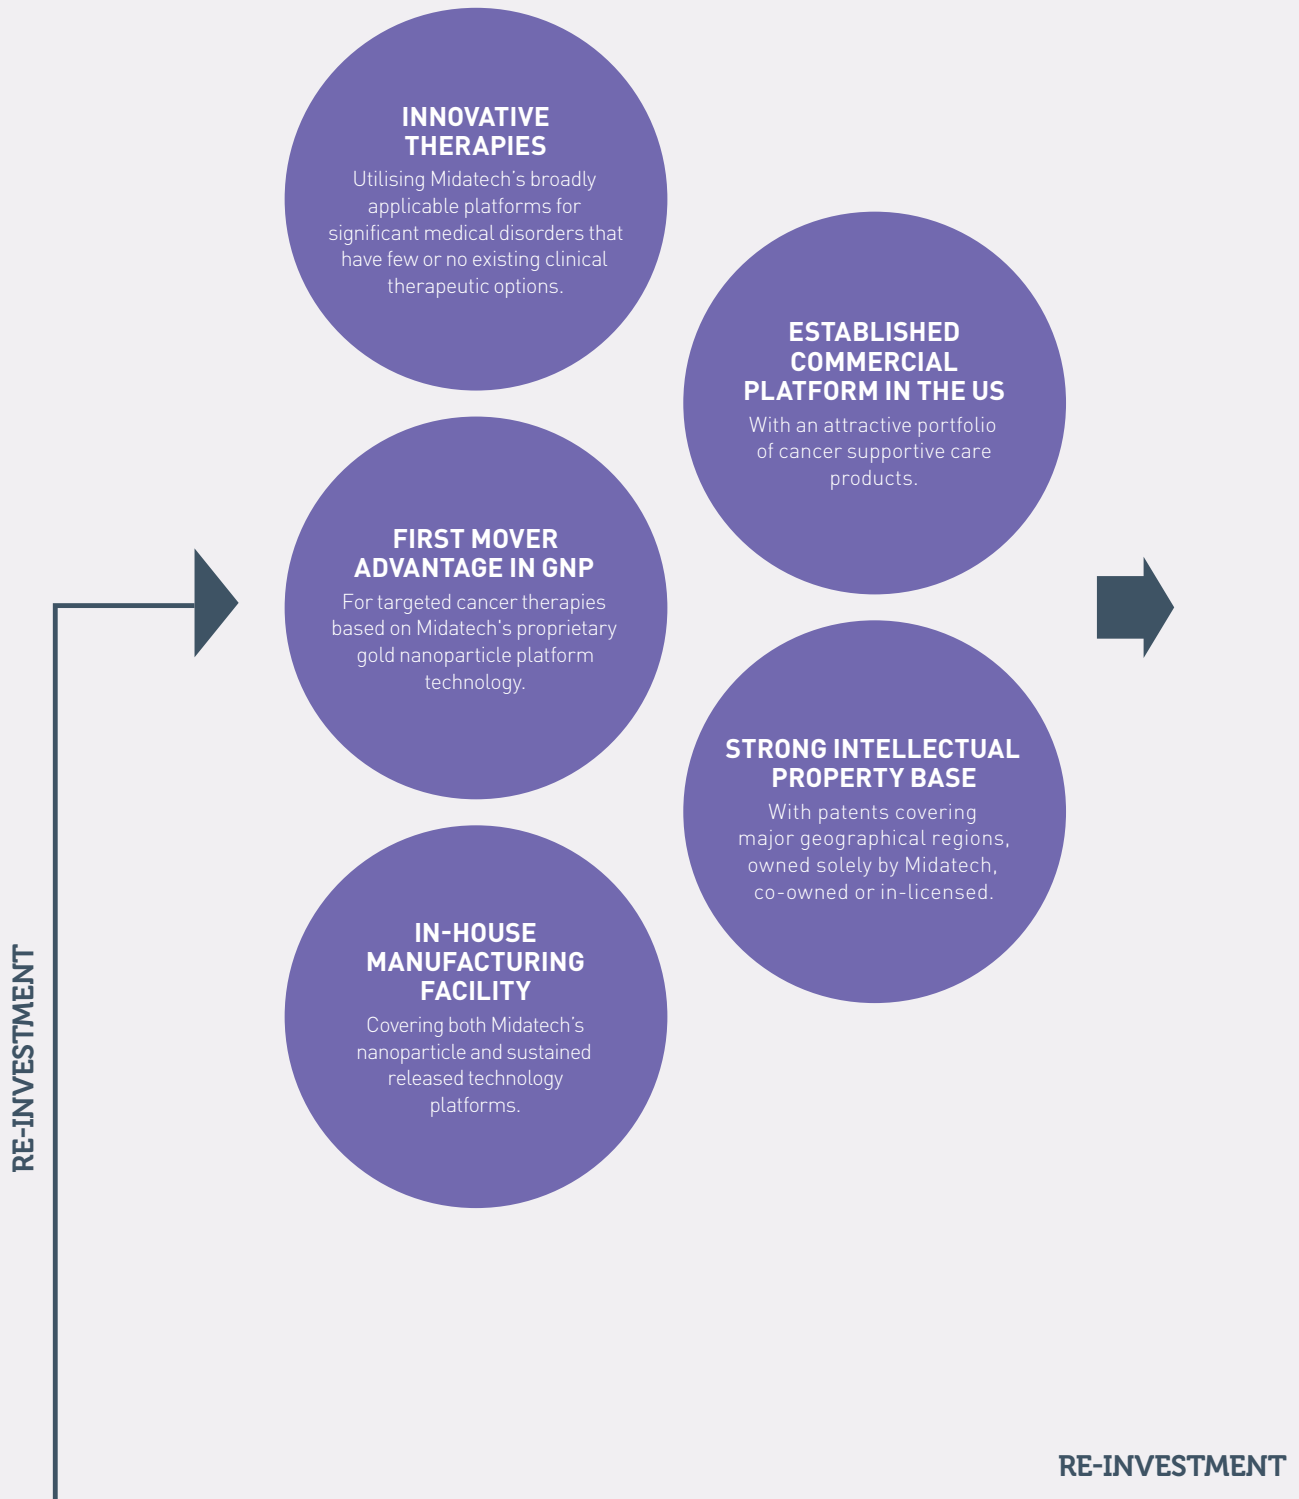 INNOVATIVE
THERAPIES
Utilising Midatech’s broadly
applicable platforms for
significant medical disorders that
have few or no existing clinical
therapeutic options.
ESTABLISHED
COMMERCIAL
PLATFORM IN THE US
With an attractive portfolio
of cancer supportive care
products.
FIRST MOVER
ADVANTAGE IN GNP
For targeted cancer therapies
based on Midatech's proprietary
gold nanoparticle platform
technology.
STRONG INTELLECTUAL
PROPERTY BASE
With patents covering
major geographical regions,
owned solely by Midatech,
co-owned or in-licensed.
IN-HOUSE
MANUFACTURING
FACILITY
Covering both Midatech’s
nanoparticle and sustained
released technology
platforms.
RE-INVESTMENT
RE-INVESTMENT